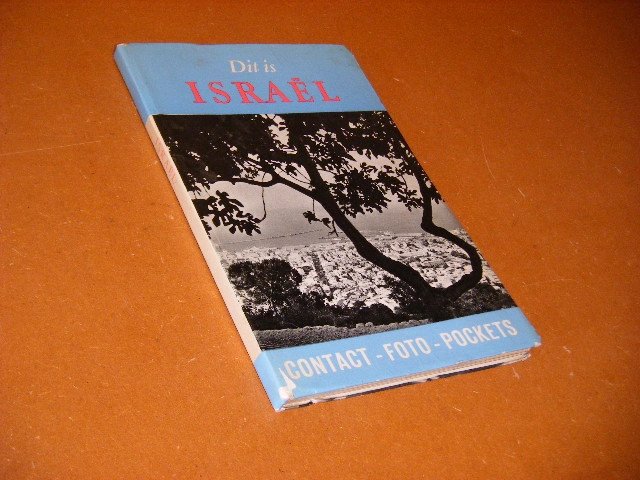 Dit is
ISRAËL
CONTACT - FOTO - POCKETS